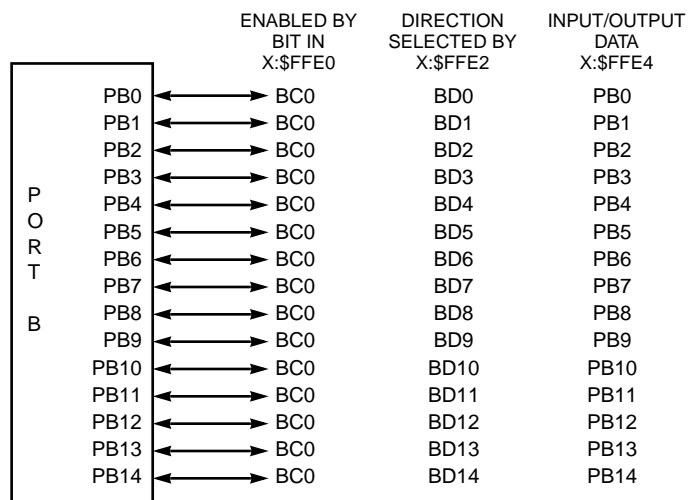 ENABLED BY DIRECTION INPUT/OUTPUT
BIT IN SELECTED BY DATA
X:$FFE0 X:$FFE2 X:$FFE4
PB0 BC0 BD0 PB0
PB1 BC0 BD1 PB1
PB2 BC0 BD2 PB2
PB3 BC0 BD3 PB3
PB4 BC0 BD4 PB4
PB5 BC0 BD5 PB5
PB6 BC0 BD6 PB6
PB7 BC0 BD7 PB7
PB8 BC0 BD8 PB8
PB9 BC0 BD9 PB9
PB10 BC0 BD10 PB10
PB11 BC0 BD11 PB11
PB12 BC0 BD12 PB12
PB13 BC0 BD13 PB13
PB14 BC0 BD14 PB14
PORT B